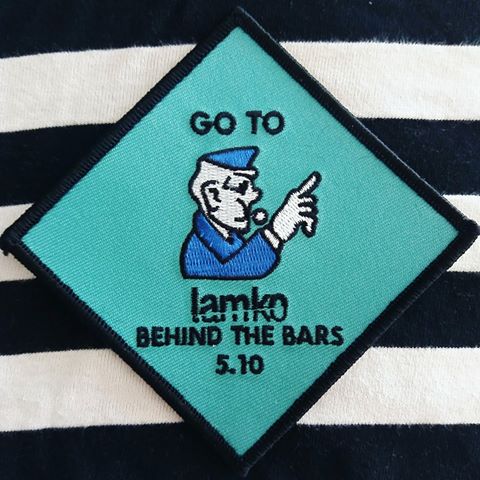 GO TO
lamko
BEHIND THE BARS
5.10